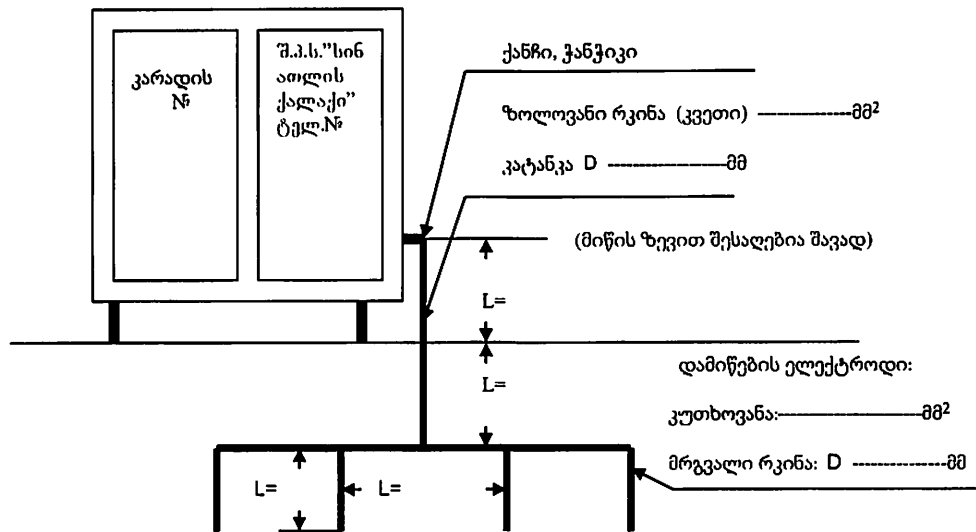 კარადის
№
შ.პ.ს.”სინ
ათლის
ქალაქი”
ტელ.№
ქანჩი, ჭანჭიკი
ზოლოვანი რკინა (კვეთი) -------------მმ²
კატანკა D ----------------მმ
(მიწის ზევით შესაღებია შავად)
L=
L=
დამიწების ელექტროდი:
კუთხოვანა:--------------------მმ²
მრგვალი რკინა: D -------------მმ
L=
L=